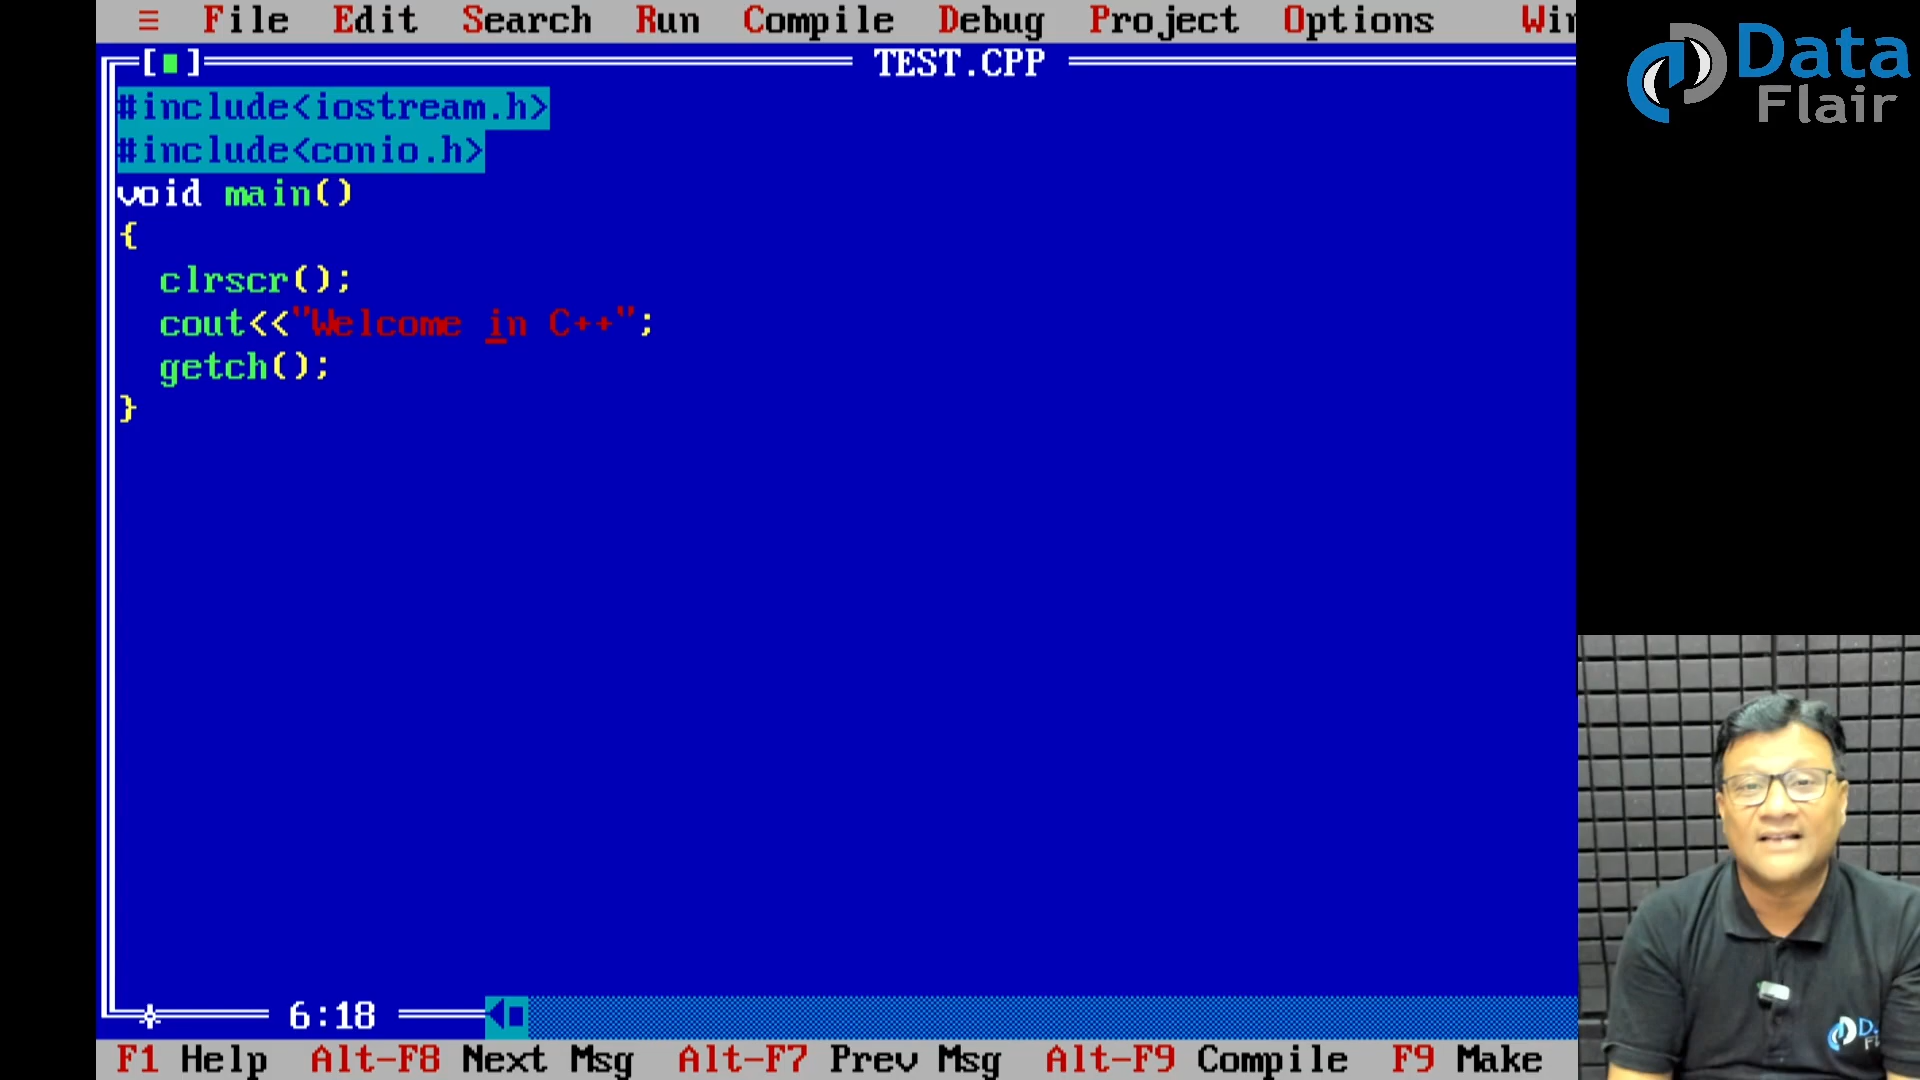 ≡ File Edit Search Run Compile Debug Project Options Win
[■] TEST.CPP
#include<iostream.h>
#include<conio.h>
void main()
{
clrscr();
cout<<"Welcome in C++";
getch();
}
6:18
F1 Help Alt-F8 Next Msg Alt-F7 Prev Msg Alt-F9 Compile F9 Make
Data
Flair